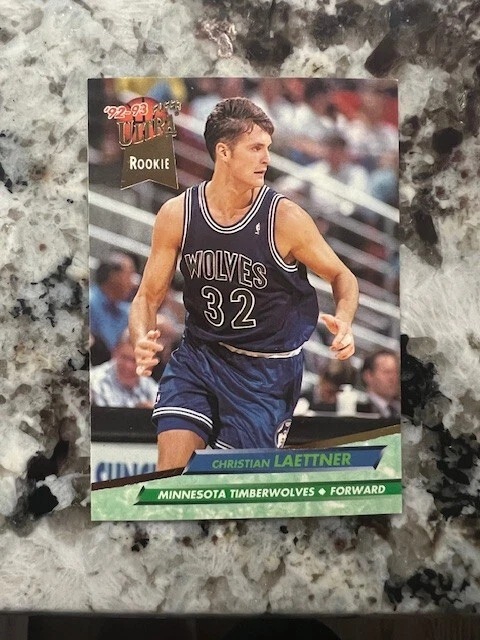 '92-93
ULTRA
ROOKIE
WOLVES
32
CHRISTIAN LAETTNER
MINNESOTA TIMBERWOLVES ◆ FORWARD